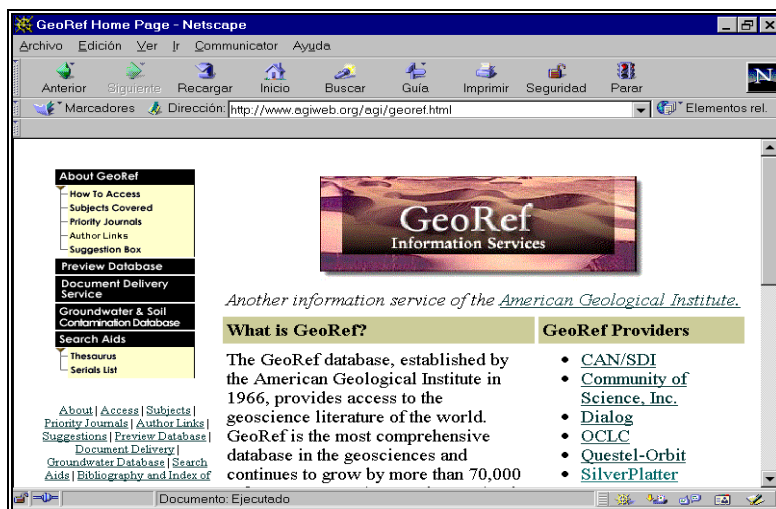 GeoRef Home Page - Netscape
Archivo Edición Ver Ir Communicator Ayuda
Anterior Siguiente Recargar Inicio Buscar Guía Imprimir Seguridad Parar
N
Marcadores Dirección: http://www.agiweb.org/agi/georef.html Elementos rel.
About GeoRef
How To Access
Subjects Covered
Priority Journals
Author Links
Suggestion Box
Preview Database
Document Delivery
Service
Groundwater & Soil
Contamination Database
Search Aids
Thesaurus
Serials List
About | Access | Subjects |
Priority Journals | Author Links |
Suggestions | Preview Database |
Document Delivery |
Groundwater Database | Search
Aids | Bibliography and Index of
GeoRef
Information Services
Another information service of the American Geological Institute.
What is GeoRef?
The GeoRef database, established by
the American Geological Institute in
1966, provides access to the
geoscience literature of the world.
GeoRef is the most comprehensive
database in the geosciences and
continues to grow by more than 70,000
GeoRef Providers
CAN/SDI
Community of
Science, Inc.
Dialog
OCLC
Questel-Orbit
SilverPlatter
Documento: Ejecutado